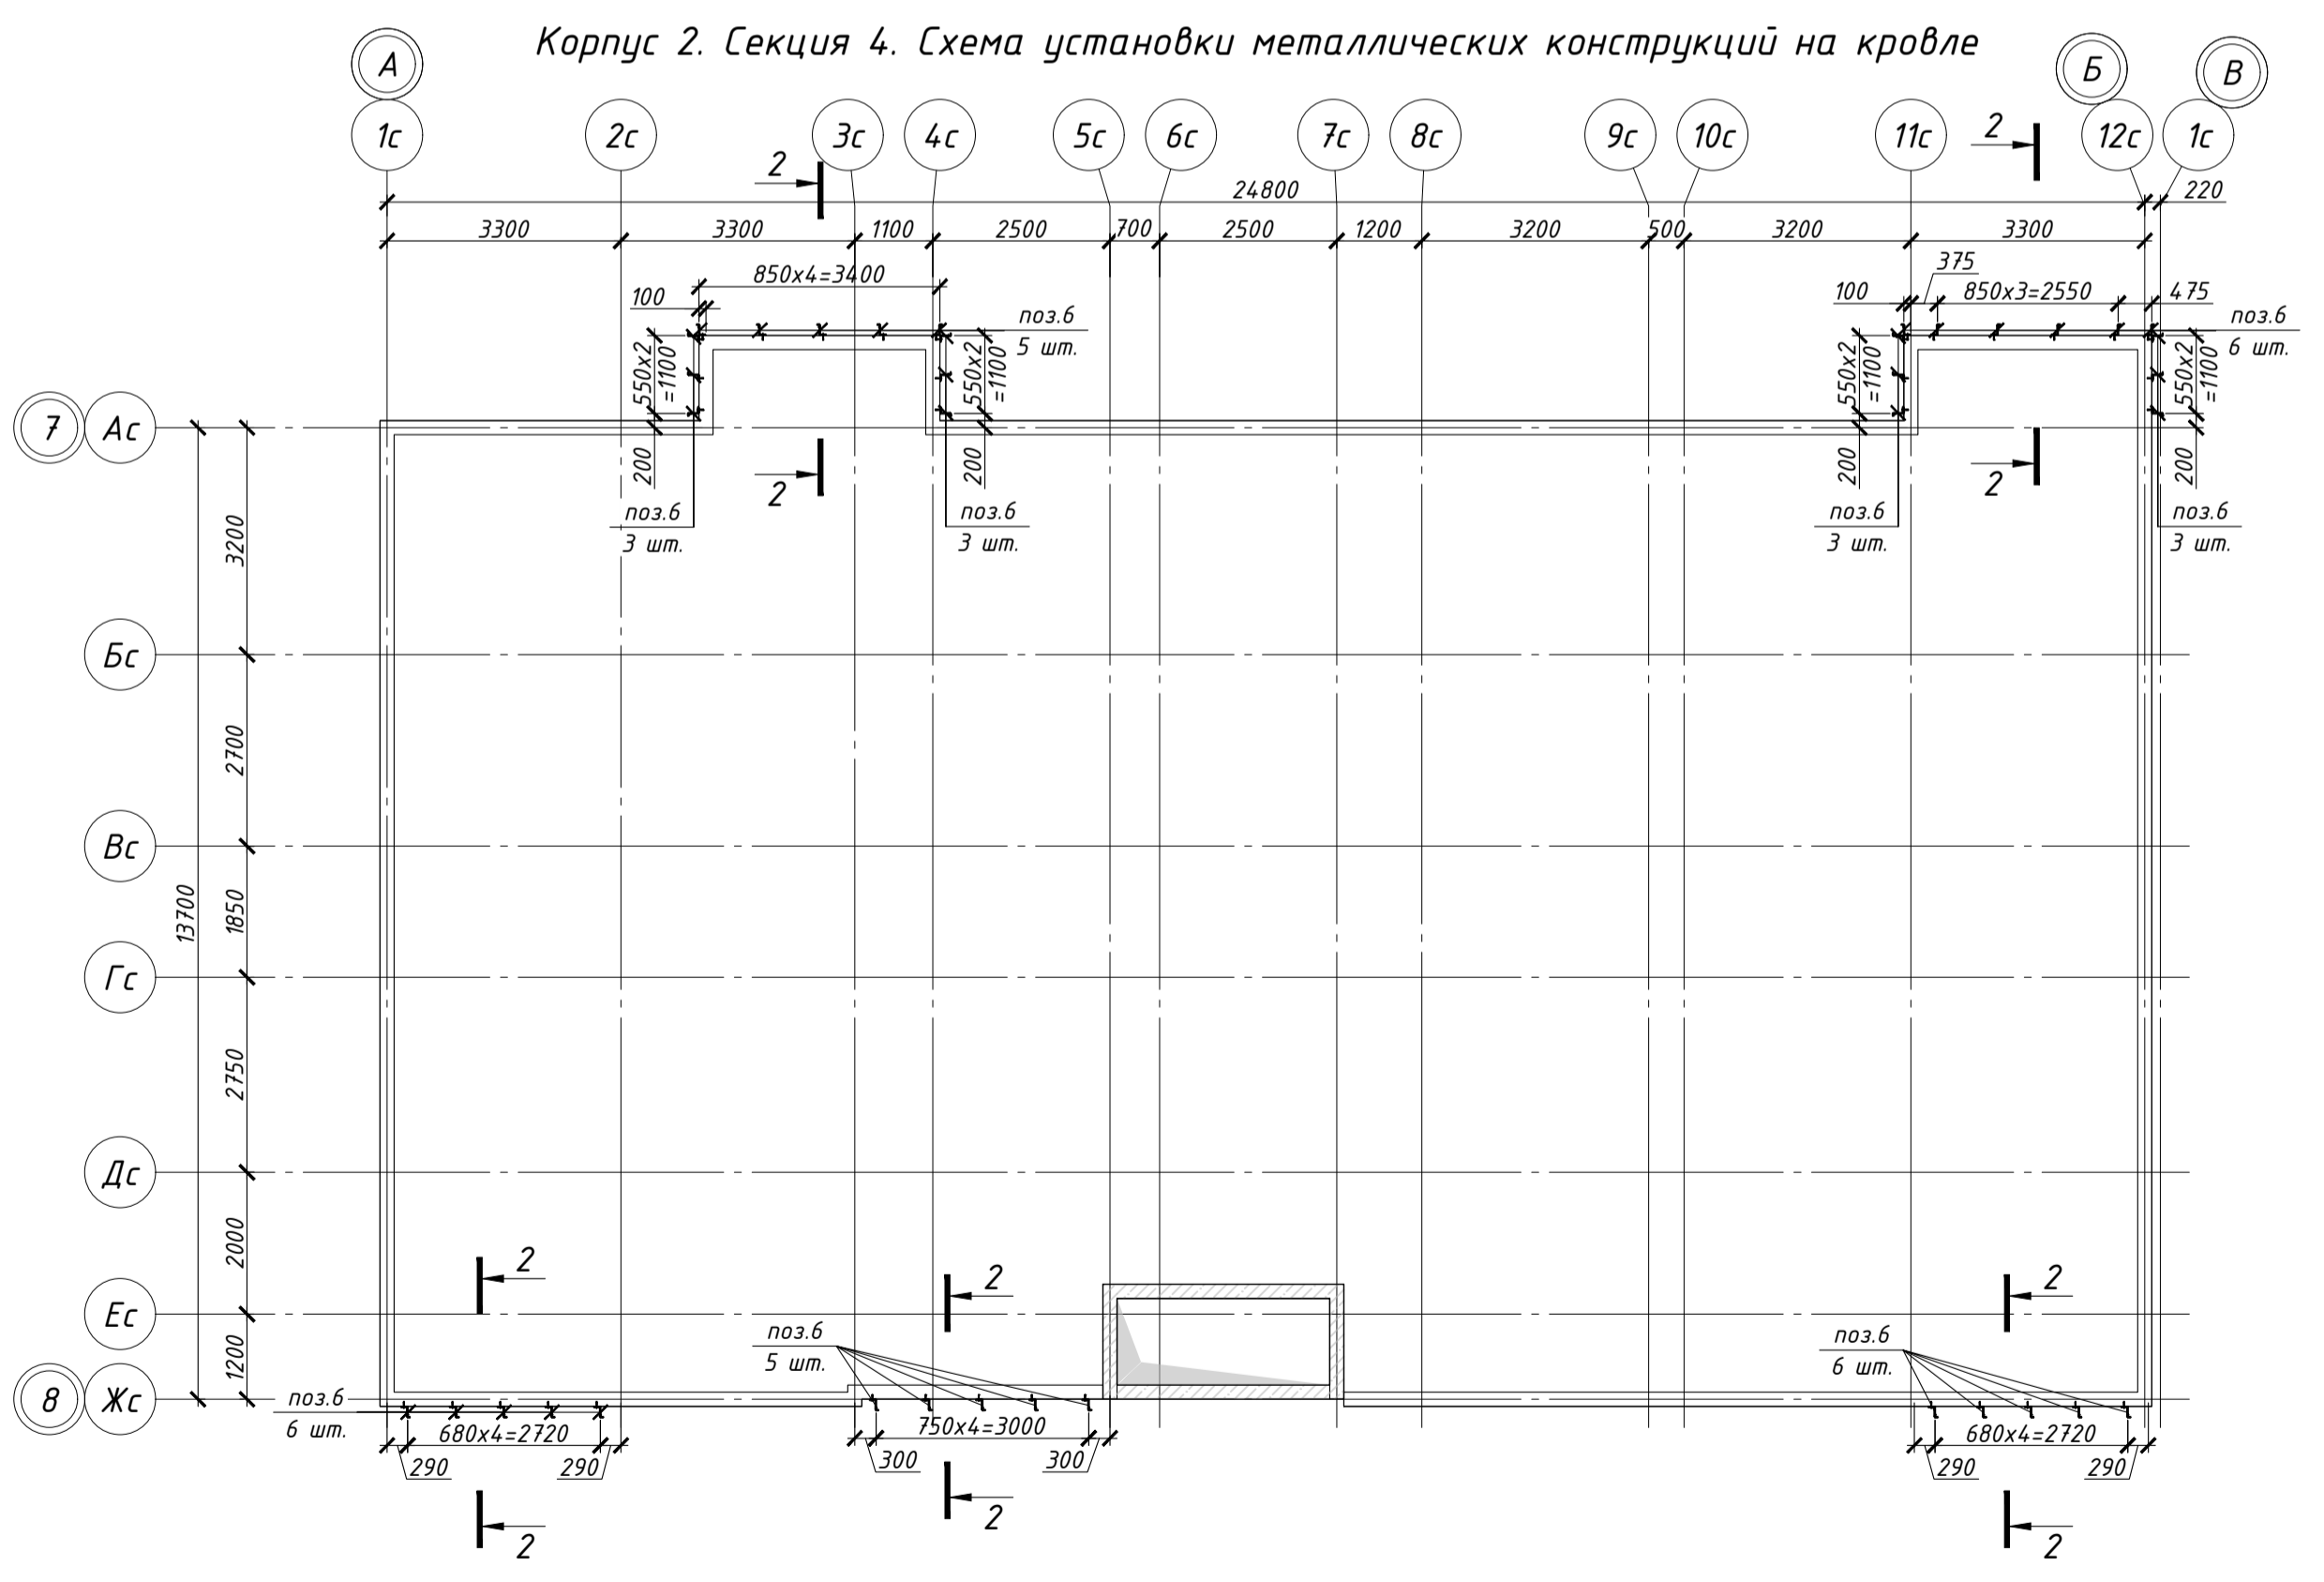 Корпус 2. Секция 4. Схема установки металлических конструкций на кровле
А
Б
В
1с
2с
3с
4с
5с
6с
7с
8с
9с
10с
11с
12с
1с
2
2
24800
220
3300
3300
1100
2500
700
2500
1200
3200
500
3200
3300
850х4=3400
100
поз.6
5 шт.
550х2
=1100
550х2
=1100
375
100
850х3=2550
475
поз.6
6 шт.
550х2
=1100
550х2
=1100
7
Ас
200
2
200
200
2
200
поз.6
3 шт.
поз.6
3 шт.
поз.6
3 шт.
поз.6
3 шт.
3200
Бс
2700
Вс
13700
1850
Гс
2750
Дс
2000
2
2
2
Ес
1200
поз.6
5 шт.
поз.6
6 шт.
8
Жс
поз.6
6 шт.
680х4=2720
290
290
750х4=3000
300
300
680х4=2720
290
290
2
2
2